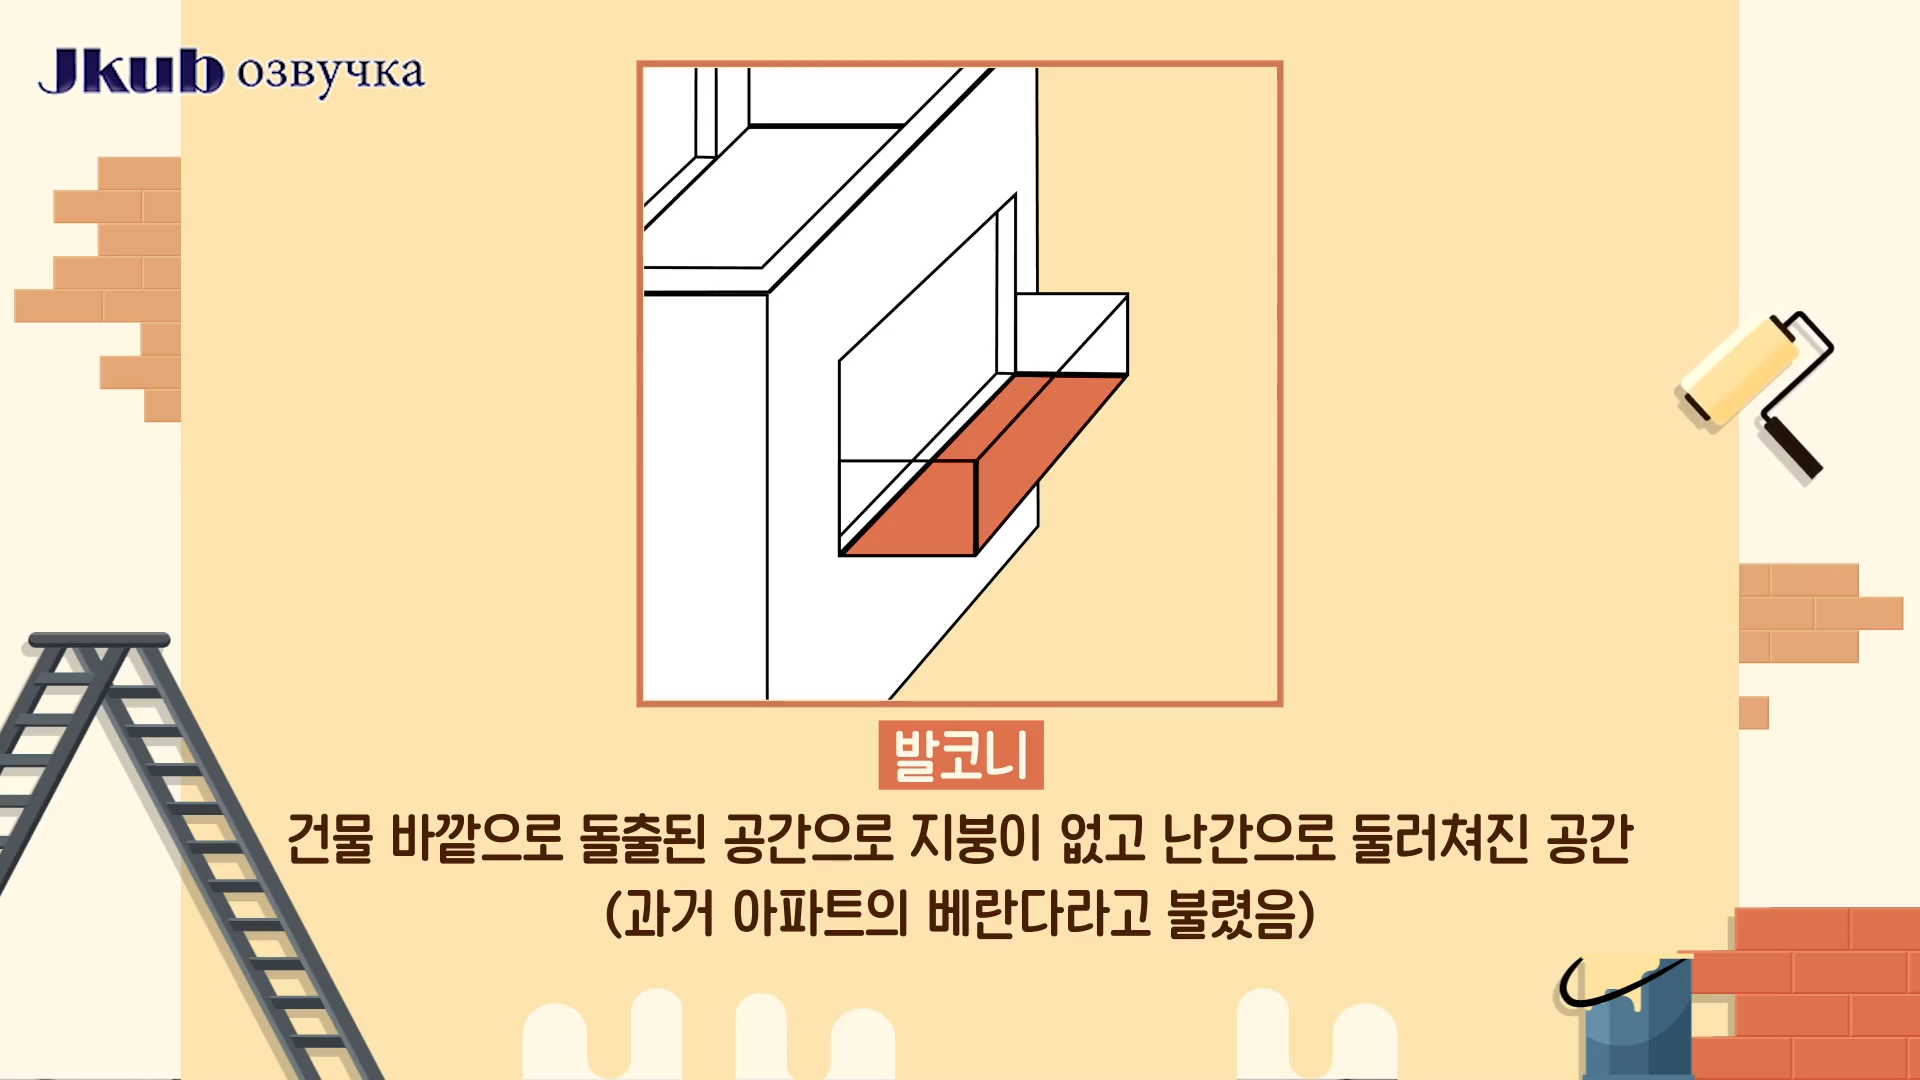 Jkub озвучка
발코니
건물 바깥으로 돌출된 공간으로 지붕이 없고 난간으로 둘러쳐진 공간
(과거 아파트의 베란다라고 불렸음)